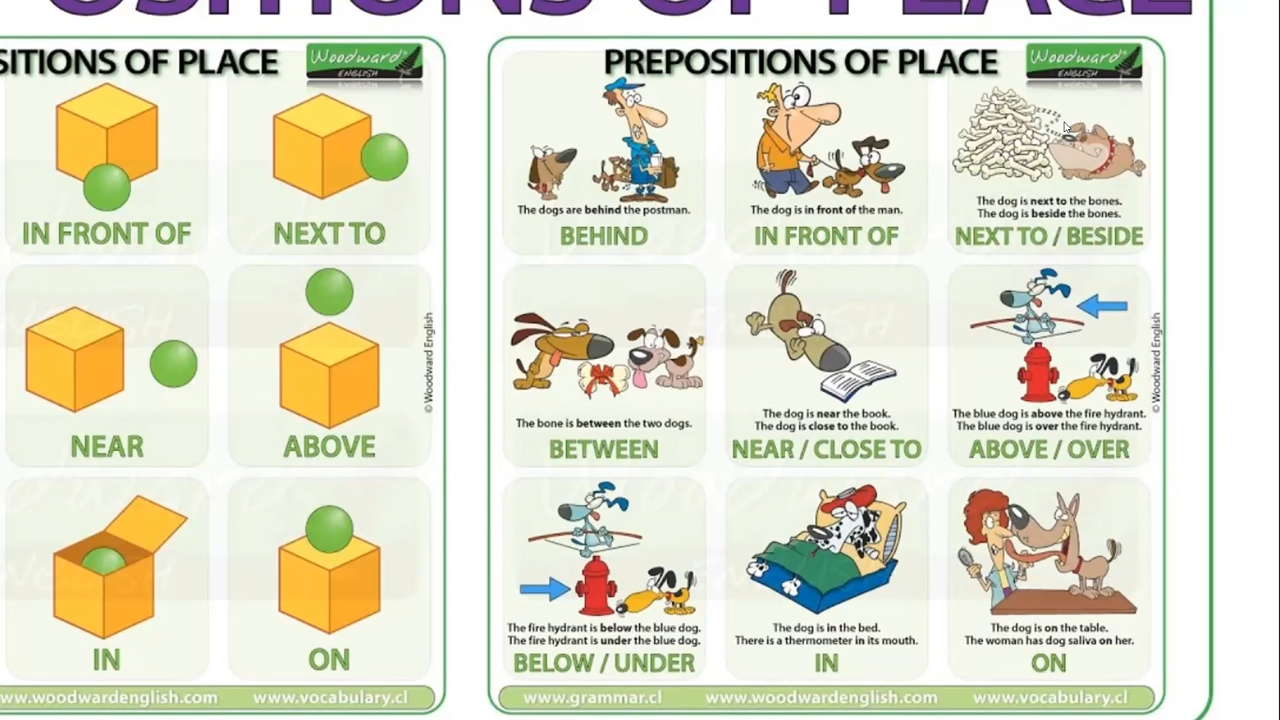 OSITIONS OF PLACE
SITIONS OF PLACE
Woodward®
ENGLISH
IN FRONT OF
NEXT TO
NEAR
ABOVE
IN
ON
© Woodward English
www.woodwardenglish.com www.vocabulary.cl
PREPOSITIONS OF PLACE
Woodward®
ENGLISH
The dogs are behind the postman.
BEHIND
The dog is in front of the man.
IN FRONT OF
zzzz
The dog is next to the bones.
The dog is beside the bones.
NEXT TO / BESIDE
The bone is between the two dogs.
BETWEEN
The dog is near the book.
The dog is close to the book.
NEAR / CLOSE TO
The blue dog is above the fire hydrant.
The blue dog is over the fire hydrant.
ABOVE / OVER
The fire hydrant is below the blue dog.
The fire hydrant is under the blue dog.
BELOW / UNDER
The dog is in the bed.
There is a thermometer in its mouth.
IN
The dog is on the table.
The woman has dog saliva on her.
ON
© Woodward English
www.grammar.cl www.woodwardenglish.com www.vocabulary.cl